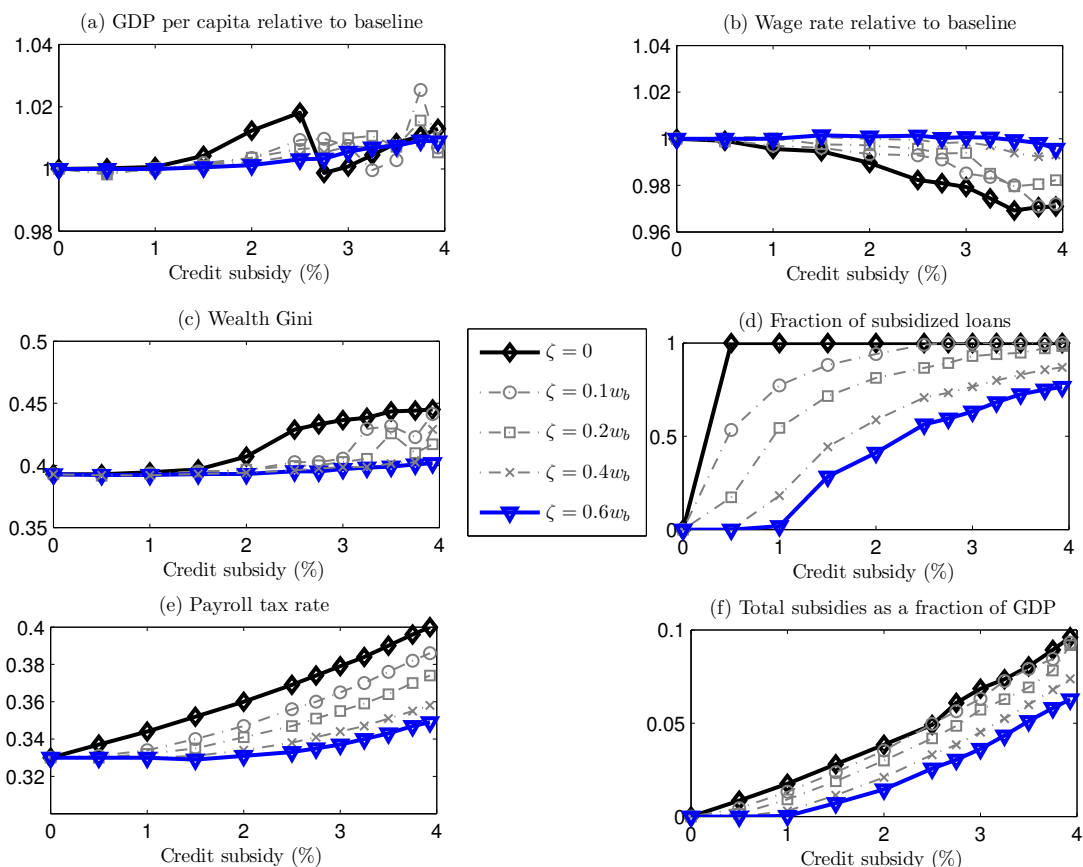 (a) GDP per capita relative to baseline
1.04
1.02
1
0.98
0 1 2 3 4
Credit subsidy (%)
(b) Wage rate relative to baseline
1.04
1.02
1
0.98
0.96
0 1 2 3 4
Credit subsidy (%)
(c) Wealth Gini
0.5
0.45
0.4
0.35
0 1 2 3 4
Credit subsidy (%)
ζ = 0
ζ = 0.1w_b
ζ = 0.2w_b
ζ = 0.4w_b
ζ = 0.6w_b
(d) Fraction of subsidized loans
1
0.5
0
0 1 2 3 4
Credit subsidy (%)
(e) Payroll tax rate
0.4
0.38
0.36
0.34
0.32
0 1 2 3 4
Credit subsidy (%)
(f) Total subsidies as a fraction of GDP
0.1
0.05
0
0 1 2 3 4
Credit subsidy (%)